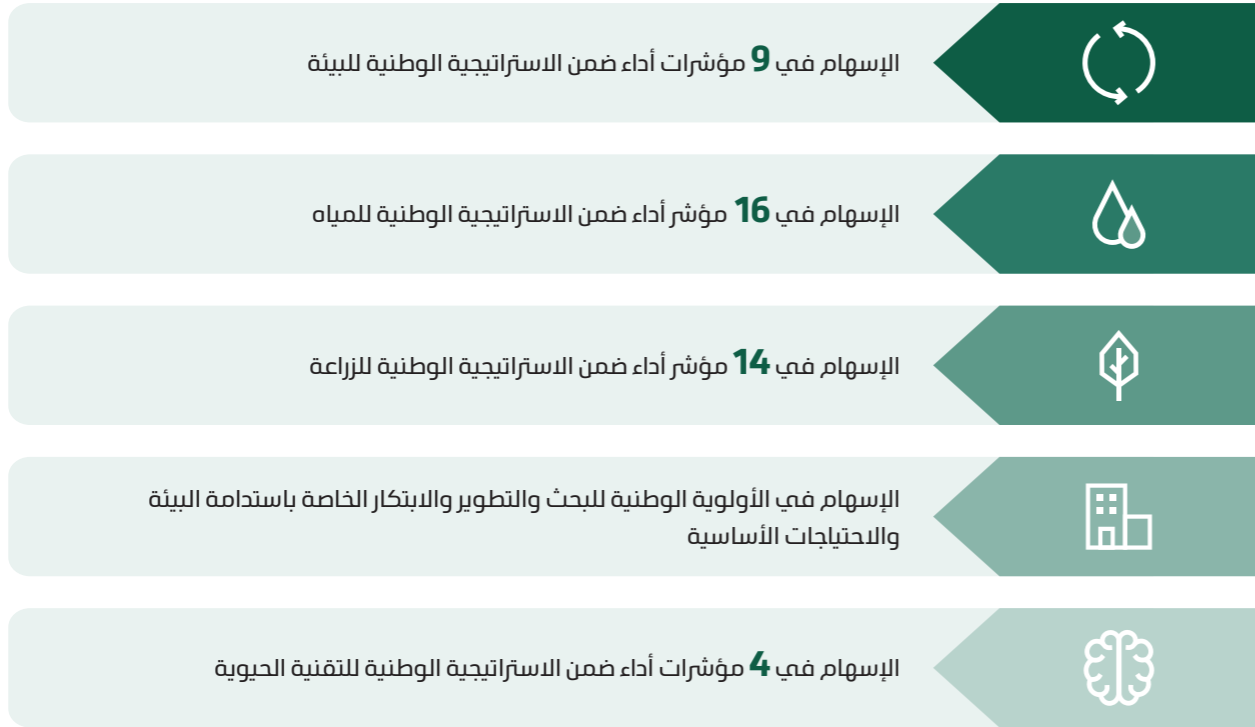 الإسهام في 9 مؤشرات أداء ضمن الاستراتيجية الوطنية للبيئة
الإسهام في 16 مؤشر أداء ضمن الاستراتيجية الوطنية للمياه
الإسهام في 14 مؤشر أداء ضمن الاستراتيجية الوطنية للزراعة
الإسهام في الأولوية الوطنية للبحث والتطوير والابتكار الخاصة باستدامة البيئة
والاحتياجات الأساسية
الإسهام في 4 مؤشرات أداء ضمن الاستراتيجية الوطنية للتقنية الحيوية